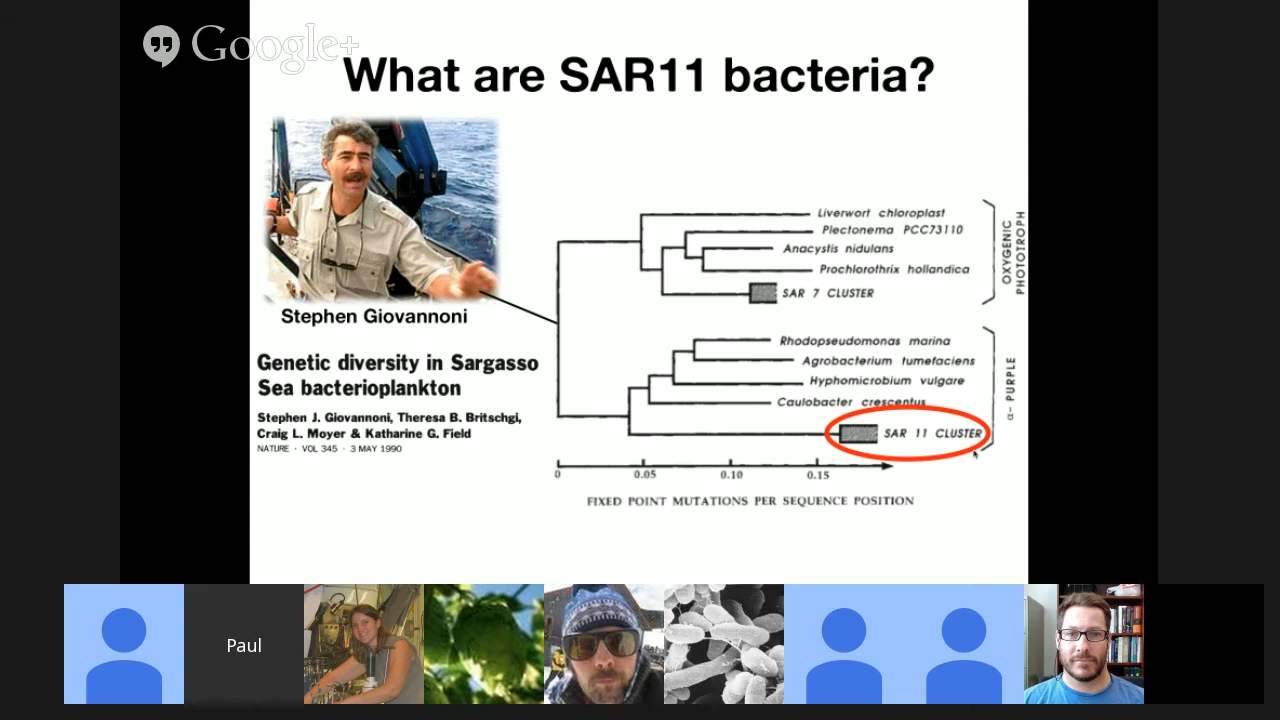 Google+
What are SAR11 bacteria?
Stephen Giovannoni
Genetic diversity in Sargasso
Sea bacterioplankton
Stephen J. Giovannoni, Theresa B. Britschgi,
Craig L. Moyer & Katharine G. Field
NATURE · VOL 345 · 3 MAY 1990
Liverwort chloroplast
Plectonema PCC73110
Anacystis nidulans
Prochlorothrix hollandica
SAR 7 CLUSTER
OXYGENIC
PHOTOTROPH
Rhodopseudomonas marina
Agrobacterium tumefaciens
Hyphomicrobium vulgare
Caulobacter crescentus
SAR 11 CLUSTER
α- PURPLE
0 0.05 0.10 0.15
FIXED POINT MUTATIONS PER SEQUENCE POSITION
Paul